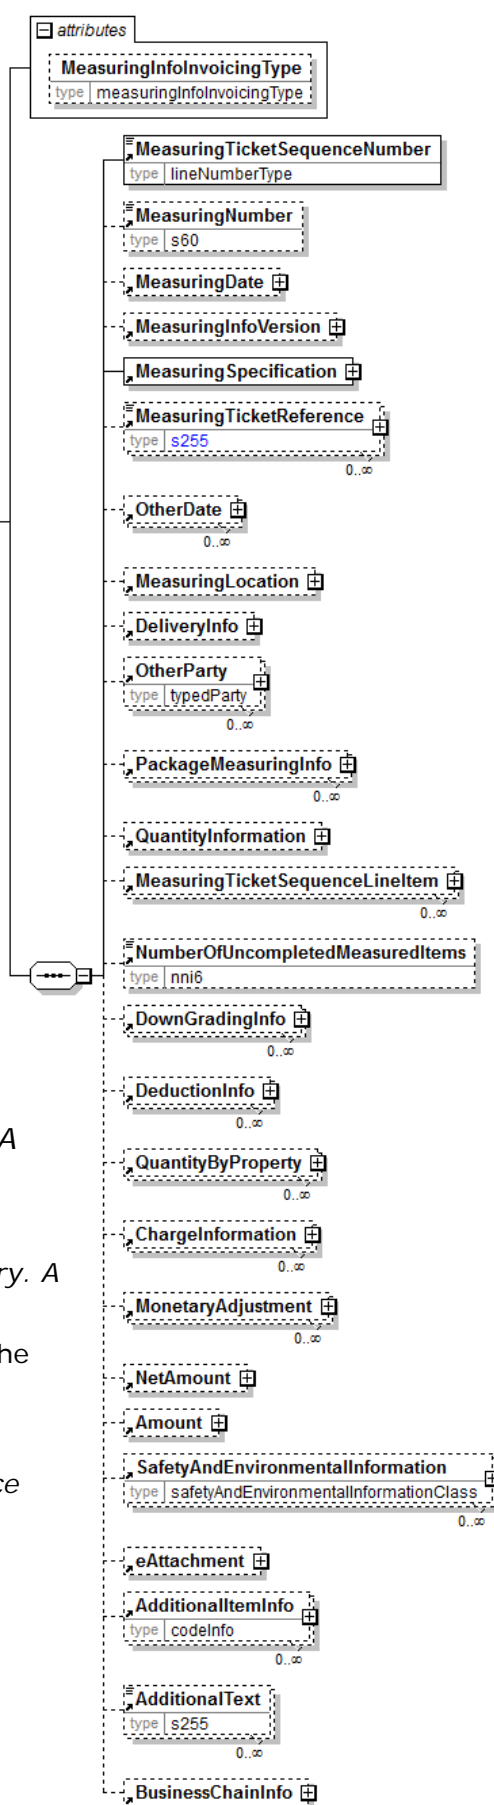 attributes
MeasuringInfoInvoicingType
type measuringInfoInvoicingType
MeasuringTicketSequenceNumber
type lineNumberType
MeasuringNumber
type s60
MeasuringDate
MeasuringInfoVersion
MeasuringSpecification
MeasuringTicketReference
type s255
0..∞
OtherDate
0..∞
MeasuringLocation
DeliveryInfo
OtherParty
type typedParty
0..∞
PackageMeasuringInfo
0..∞
QuantityInformation
MeasuringTicketSequenceLineItem
0..∞
NumberOfUncompletedMeasuredItems
type nni6
DownGradingInfo
0..∞
DeductionInfo
0..∞
A
QuantityByProperty
0..∞
ChargeInformation
0..∞
ry. A
MonetaryAdjustment
0..∞
he
NetAmount
Amount
SafetyAndEnvironmentalInformation
ce
type safetyAndEnvironmentalInformationClass
0..∞
eAttachment
AdditionalItemInfo
type codeInfo
0..∞
AdditionalText
type s255
0..∞
BusinessChainInfo